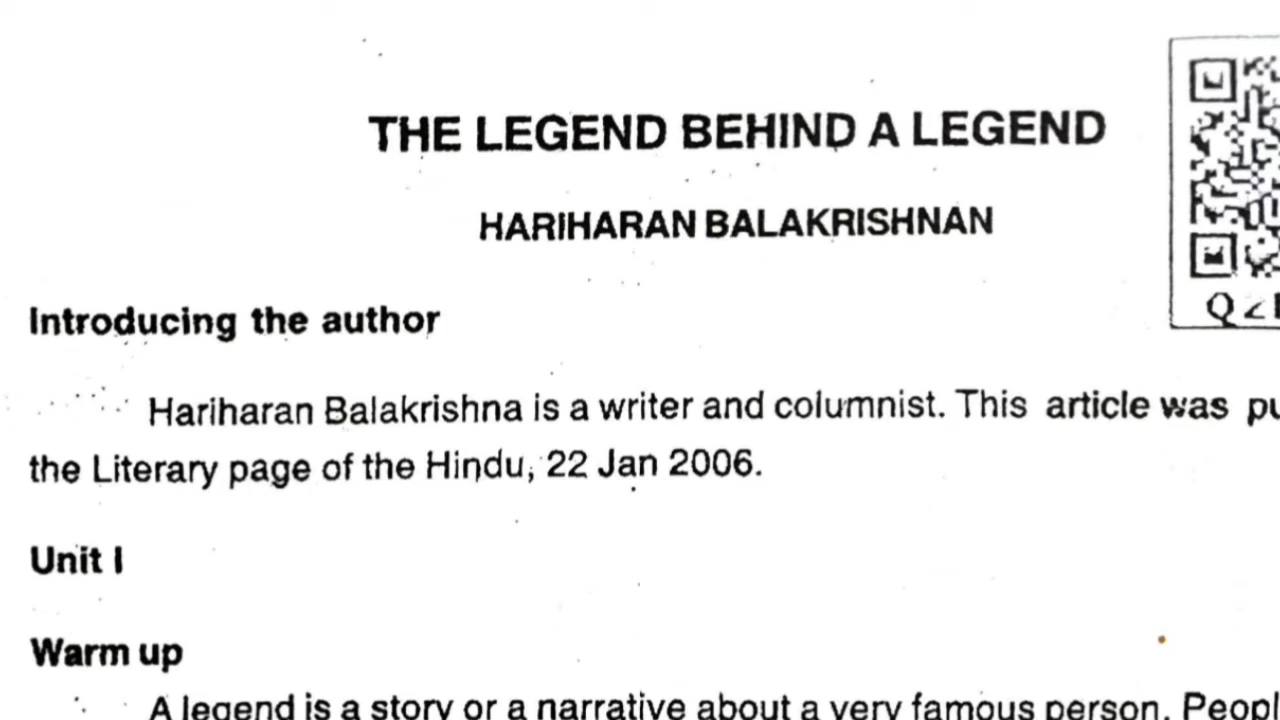 THE LEGEND BEHIND A LEGEND
HARIHARAN BALAKRISHNAN
Introducing the author
Hariharan Balakrishna is a writer and columnist. This article was
the Literary page of the Hindu, 22 Jan 2006.
Unit I
Warm up
A legend is a story or a narrative about a very famous person.